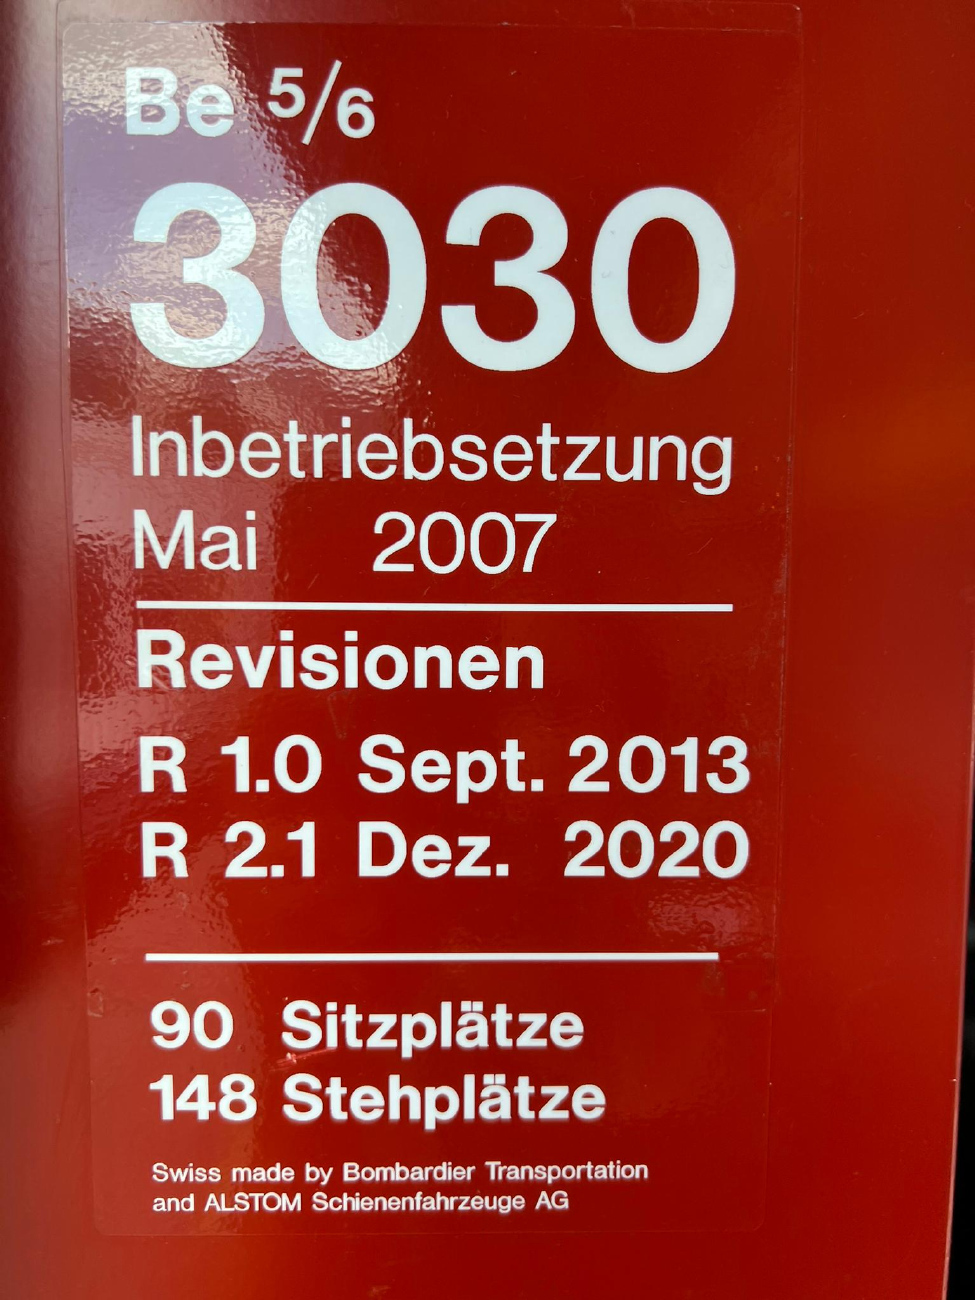 Be 5/6
3030
Inbetriebsetzung
Mai 2007
Revisionen
R 1.0 Sept. 2013
R 2.1 Dez. 2020
90 Sitzplätze
148 Stehplätze
Swiss made by Bombardier Transportation
and ALSTOM Schienenfahrzeuge AG